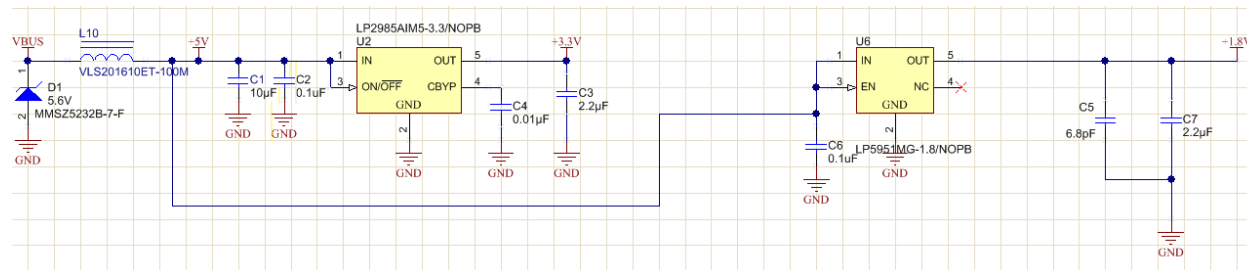 LP2985AIM5-3.3/NOPB
VBUS
L10
+5V
U2
+3.3V
U6
+1.8V
1
IN
OUT
5
1
IN
OUT
5
VLS201610ET-100M
1
D1
5.6V
MMSZ5232B-7-F
2
C1
10µF
C2
0.1uF
3
ON/OFF
CBYP
4
GND
2
C4
0.01µF
C3
2.2µF
3
EN
NC
4
GND
2
C5
6.8pF
C7
2.2µF
C6
0.1uF
LP5951MG-1.8/NOPB
GND
GND
GND
GND
GND
GND
GND
GND
GND